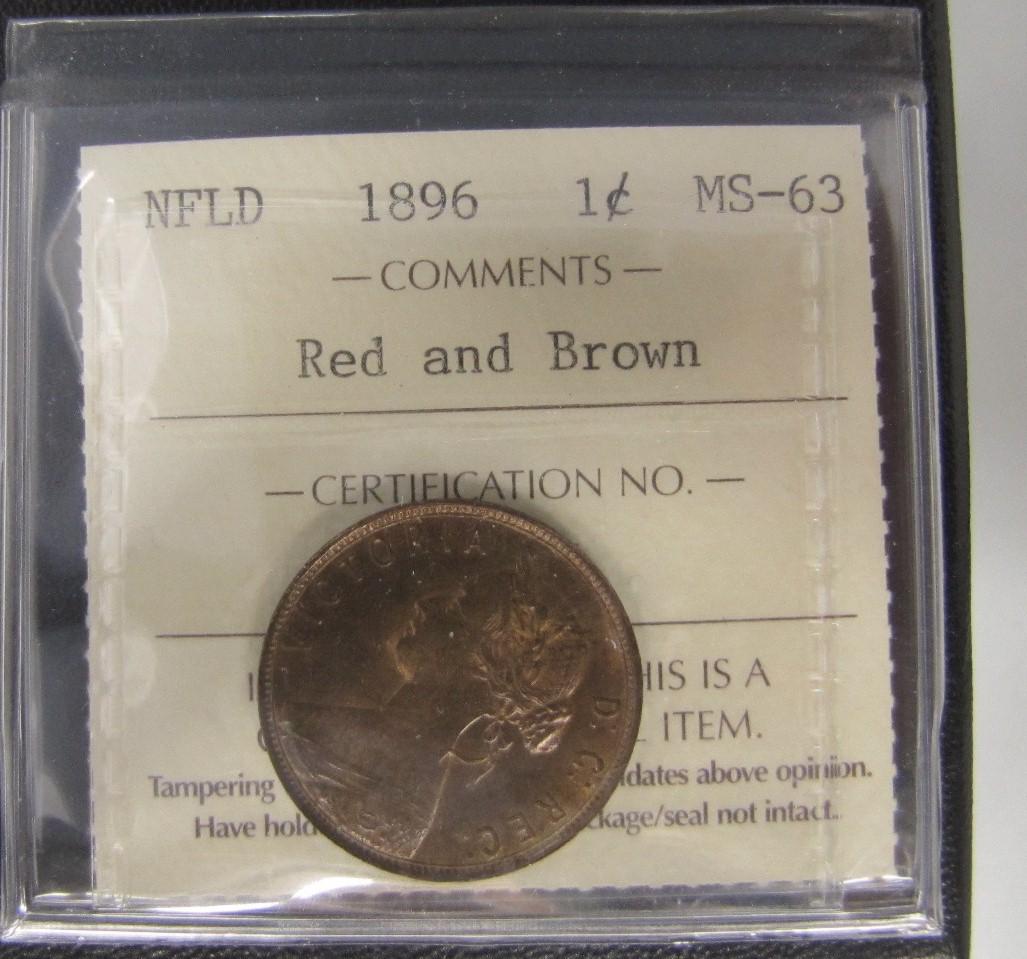 NFLD 1896 1¢ MS-63
— COMMENTS —
Red and Brown
— CERTIFICATION NO. —
HIS IS A
ITEM.
Tampering dates above opinion.
Have hold ckage/seal not intact.
VICTORIA D. G. REG.